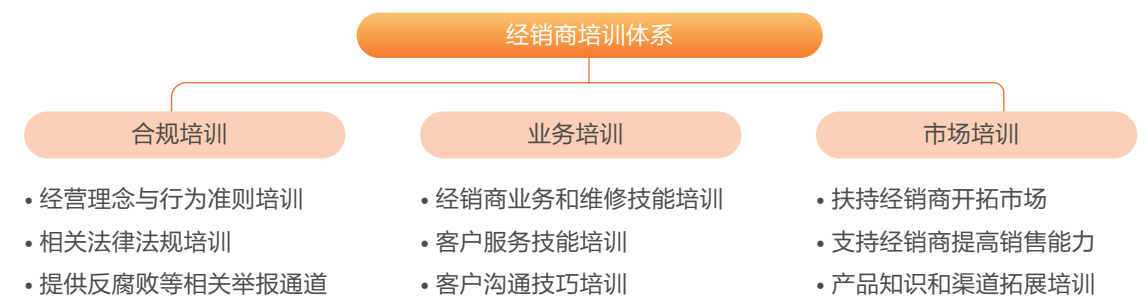 经销商培训体系
合规培训
业务培训
市场培训
• 经营理念与行为准则培训
• 相关法律法规培训
• 提供反腐败等相关举报通道
• 经销商业务和维修技能培训
• 客户服务技能培训
• 客户沟通技巧培训
• 扶持经销商开拓市场
• 支持经销商提高销售能力
• 产品知识和渠道拓展培训